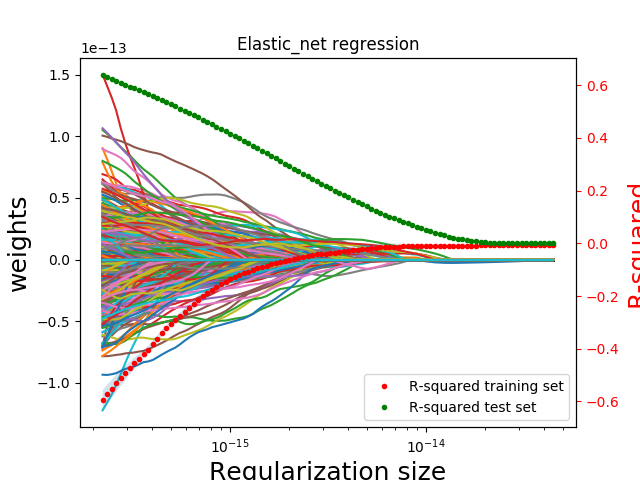 Elastic_net regression
1e−13
1.5
1.0
0.5
0.0
−0.5
−1.0
weights
0.6
0.4
0.2
0.0
−0.2
−0.4
−0.6
R-squared
R-squared training set
R-squared test set
10⁻¹⁵ 10⁻¹⁴
Regularization size